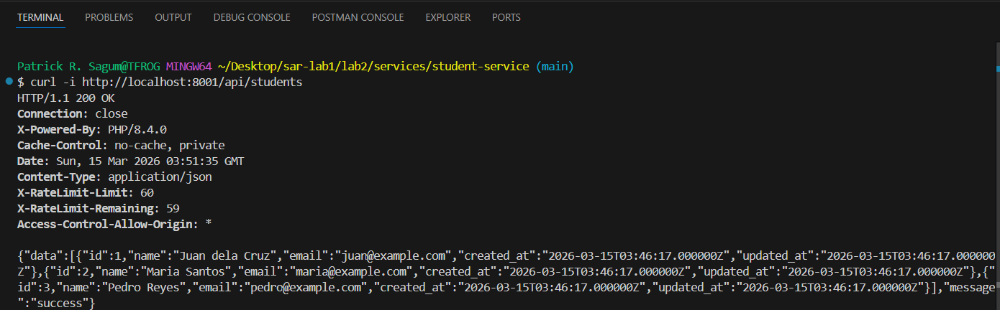 TERMINAL PROBLEMS OUTPUT DEBUG CONSOLE POSTMAN CONSOLE EXPLORER PORTS
Patrick R. Sagum@TFROG MINGW64 ~/Desktop/sar-lab1/lab2/services/student-service (main)
$ curl -i http://localhost:8001/api/students
HTTP/1.1 200 OK
Connection: close
X-Powered-By: PHP/8.4.0
Cache-Control: no-cache, private
Date: Sun, 15 Mar 2026 03:51:35 GMT
Content-Type: application/json
X-RateLimit-Limit: 60
X-RateLimit-Remaining: 59
Access-Control-Allow-Origin: *
{"data":[{"id":1,"name":"Juan dela Cruz","email":"juan@example.com","created_at":"2026-03-15T03:46:17.000000Z","updated_at":"2026-03-15T03:46:17.000000
Z"},{"id":2,"name":"Maria Santos","email":"maria@example.com","created_at":"2026-03-15T03:46:17.000000Z","updated_at":"2026-03-15T03:46:17.000000Z"},{"
id":3,"name":"Pedro Reyes","email":"pedro@example.com","created_at":"2026-03-15T03:46:17.000000Z","updated_at":"2026-03-15T03:46:17.000000Z"}],"message
":"success"}